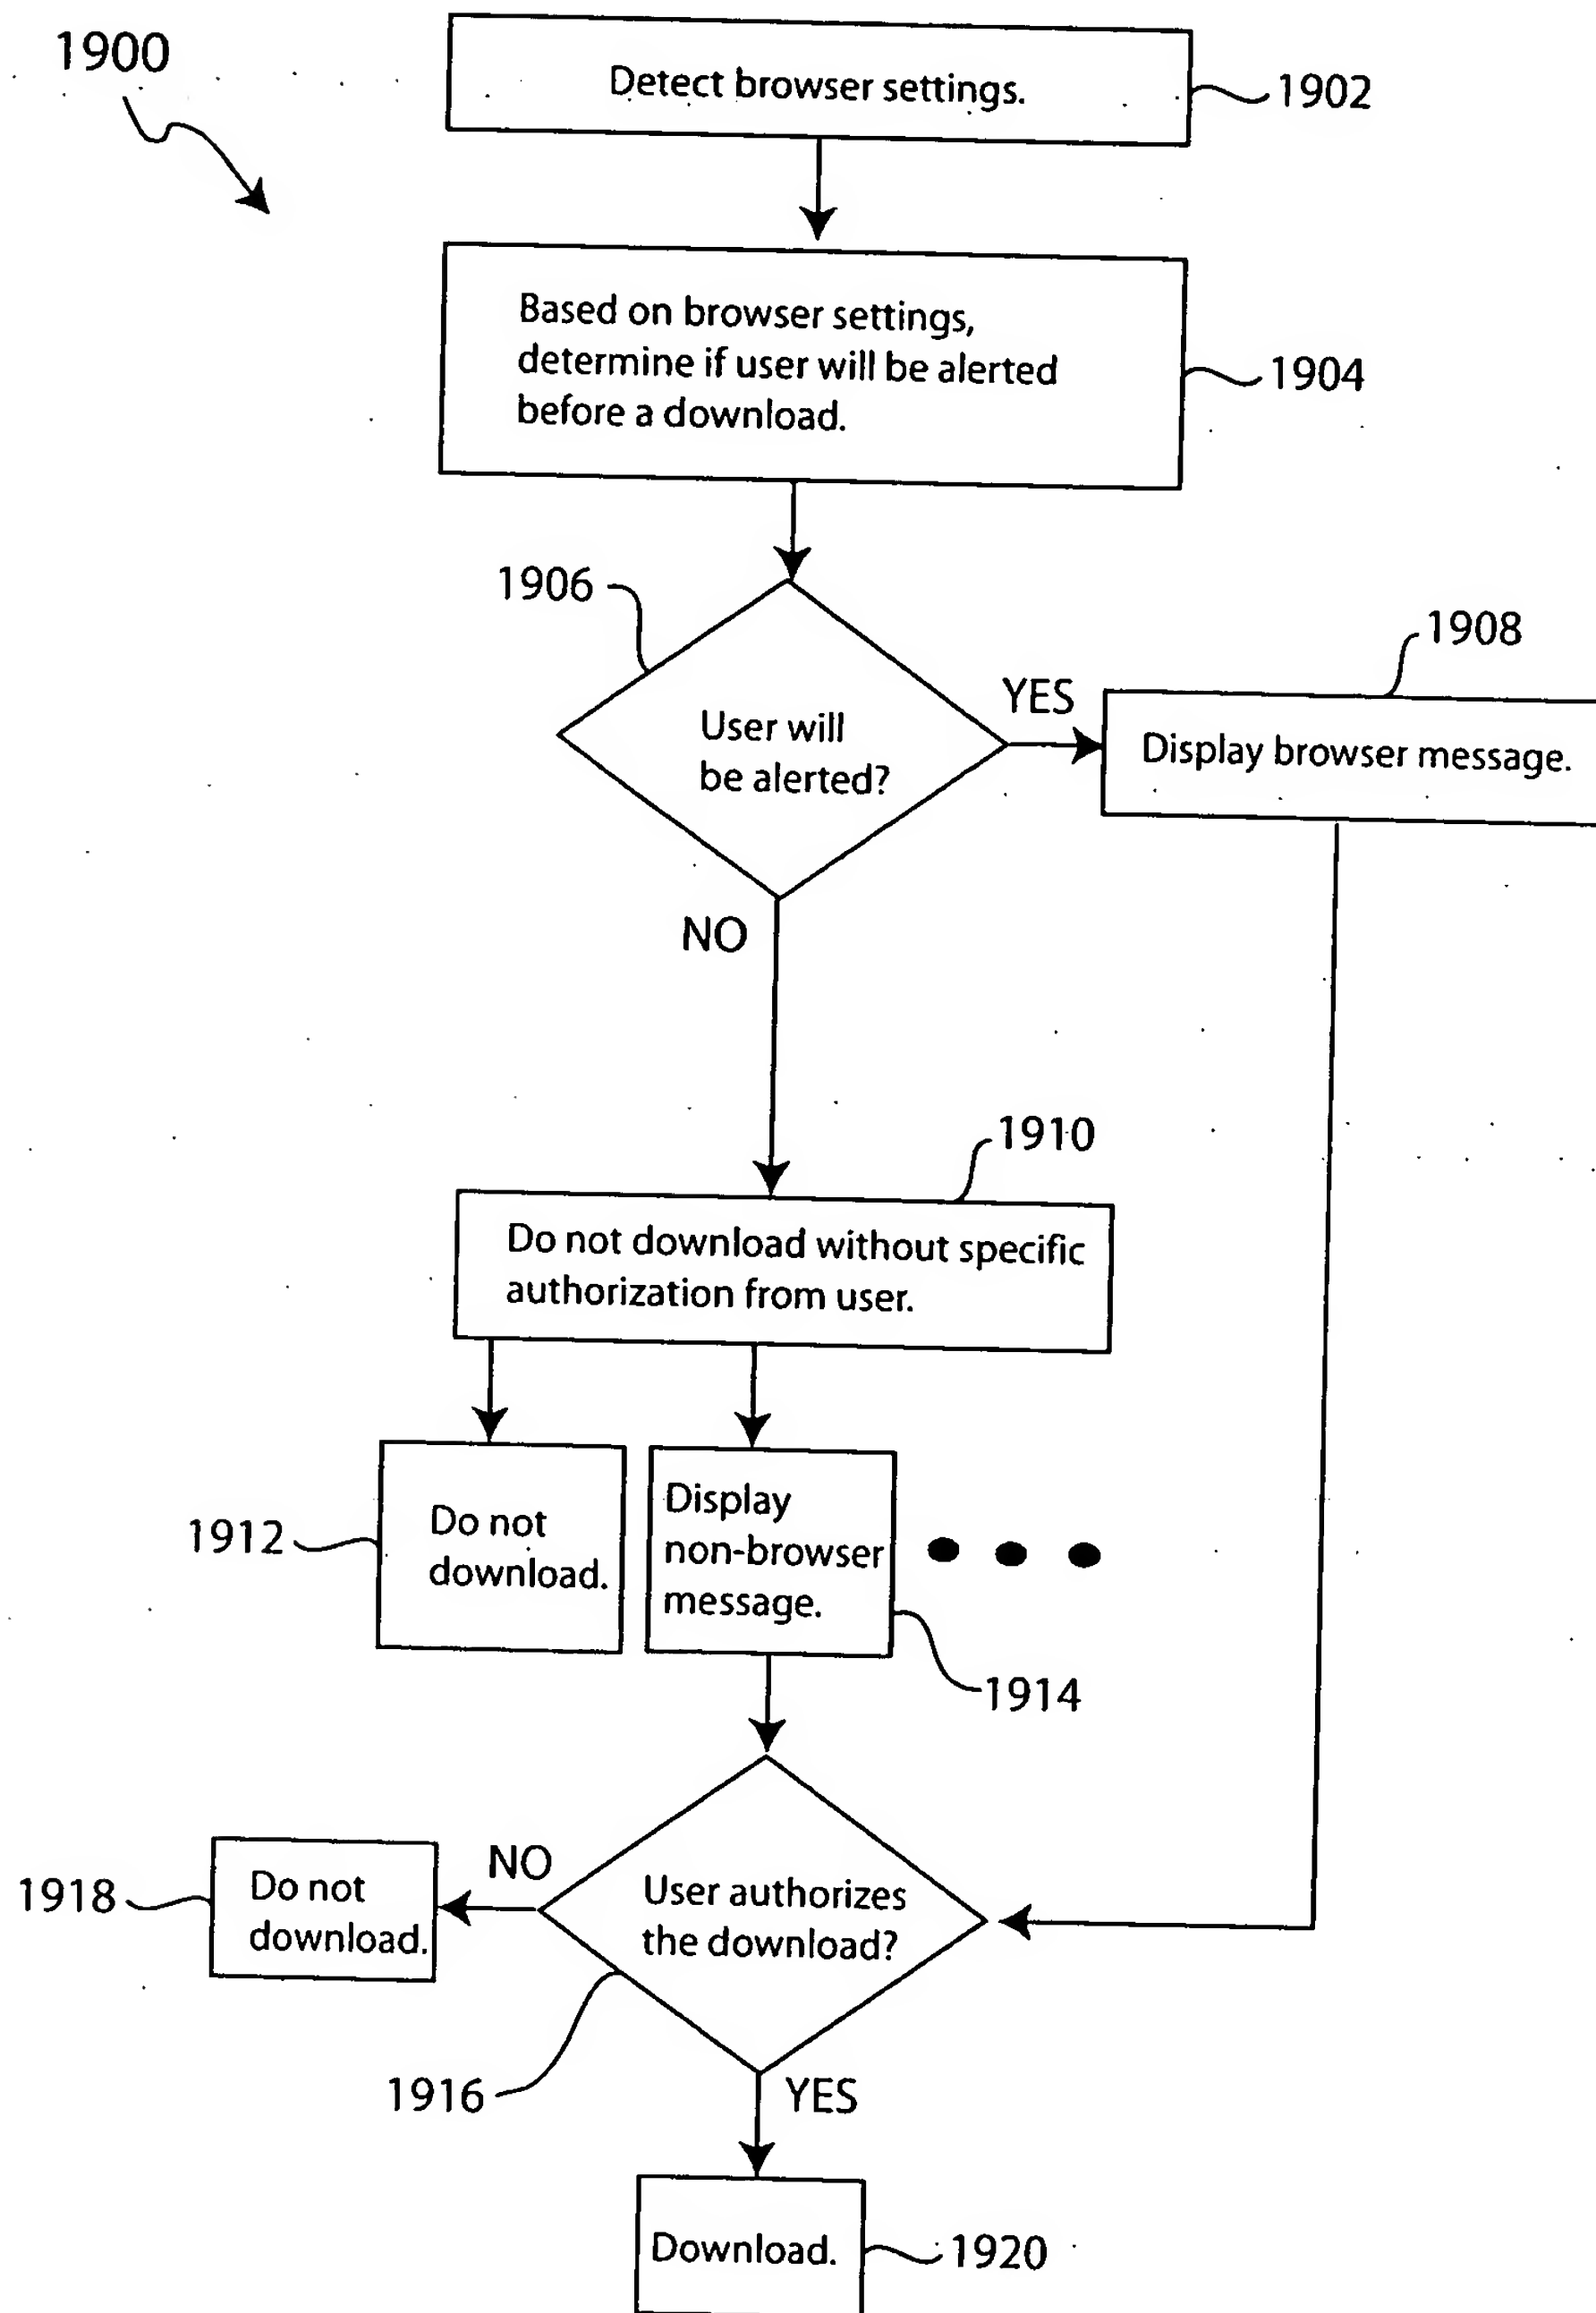 1900
Detect browser settings.
1902
Based on browser settings,
determine if user will be alerted
before a download.
1904
1906
User will
be alerted?
YES
1908
Display browser message.
NO
1910
Do not download without specific
authorization from user.
1912
Do not
download.
Display
non-browser
message.
1914
1918
Do not
download.
NO
User authorizes
the download?
1916
YES
Download.
1920